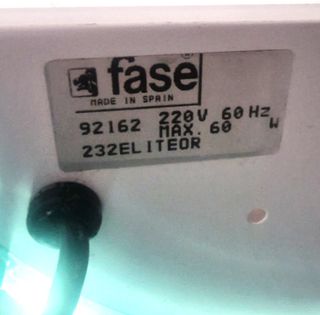 fase
MADE IN SPAIN
92162 220V 60Hz
MAX. 60 W
232ELITEOR